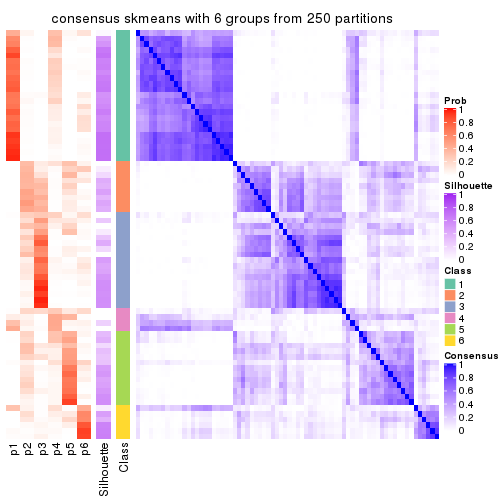 consensus skmeans with 6 groups from 250 partitions
Prob
1
0.8
0.6
0.4
0.2
0
Silhouette
1
0.8
0.6
0.4
0.2
0
Class
1
2
3
4
5
6
Consensus
1
0.8
0.6
0.4
0.2
0
p1
p2
p3
p4
p5
p6
Silhouette
Class